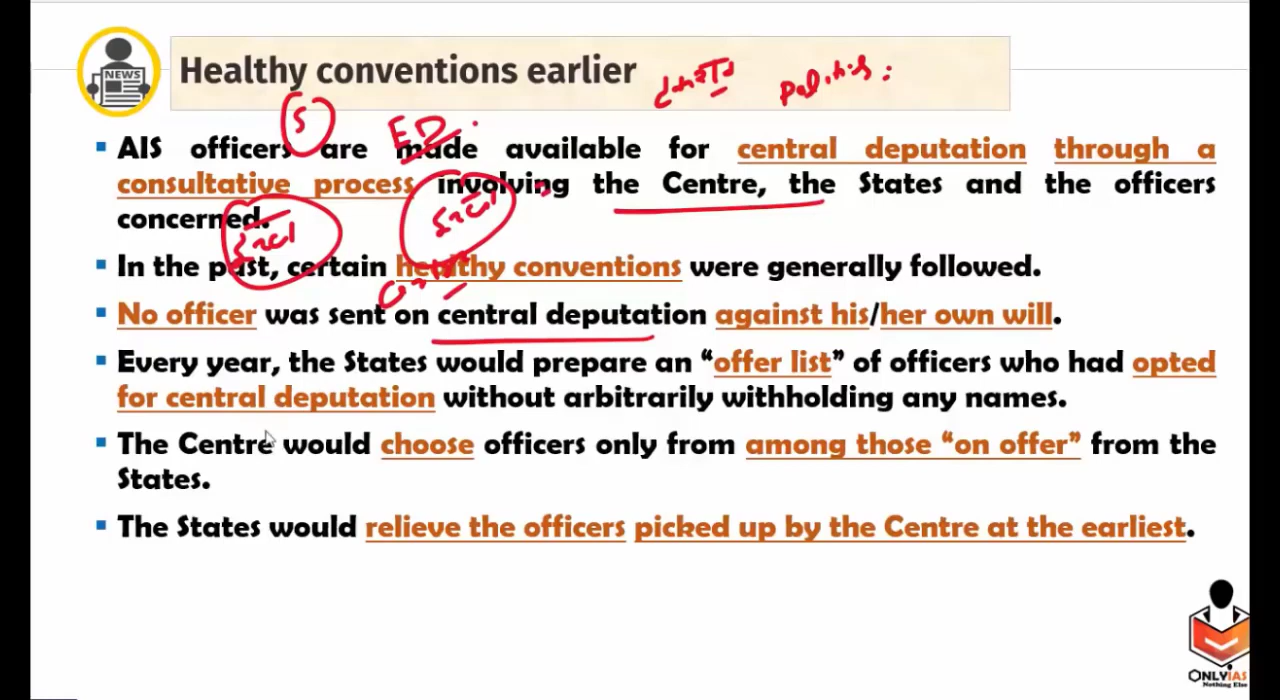 NEWS
Healthy conventions earlier
S
ED
▪ AIS officers are made available for central deputation through a
consultative process involving the Centre, the States and the officers
concerned.
▪ In the past, certain healthy conventions were generally followed.
▪ No officer was sent on central deputation against his/her own will.
▪ Every year, the States would prepare an “offer list” of officers who had opted
for central deputation without arbitrarily withholding any names.
▪ The Centre would choose officers only from among those “on offer” from the
States.
▪ The States would relieve the officers picked up by the Centre at the earliest.
ONLYIAS
Nothing Else